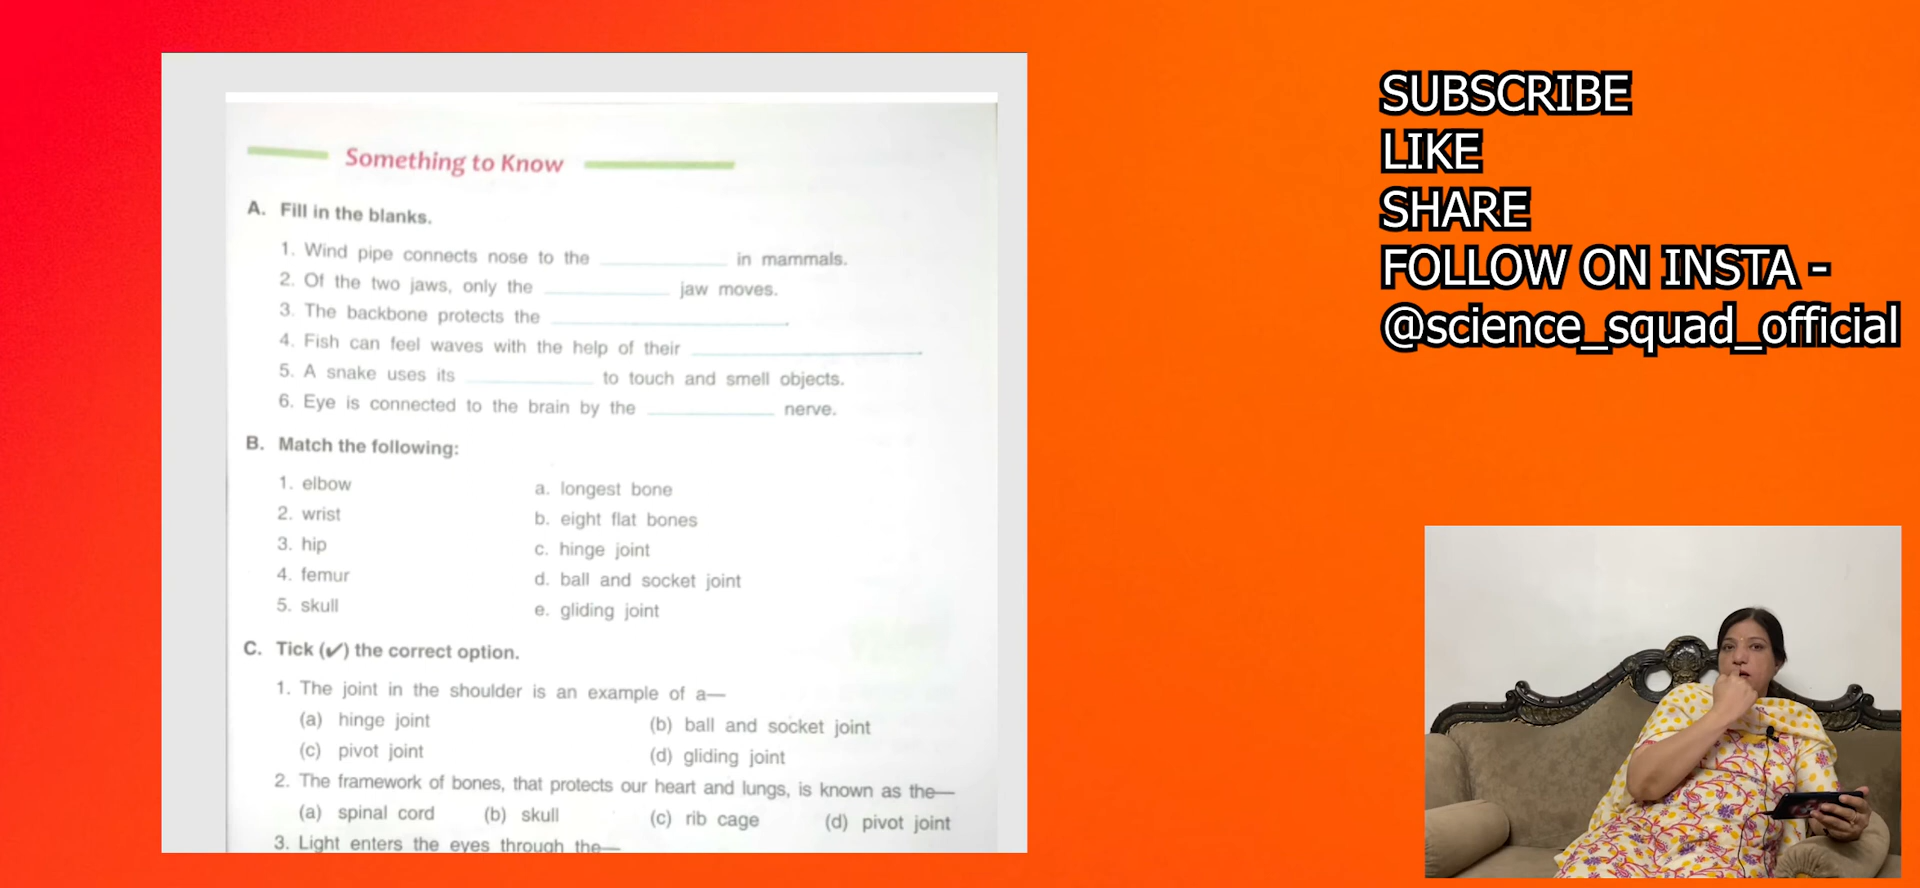 Something to Know
A. Fill in the blanks.
1. Wind pipe connects nose to the ____________ in mammals.
2. Of the two jaws, only the ____________ jaw moves.
3. The backbone protects the ____________.
4. Fish can feel waves with the help of their ____________.
5. A snake uses its ____________ to touch and smell objects.
6. Eye is connected to the brain by the ____________ nerve.
B. Match the following:
1. elbow a. longest bone
2. wrist b. eight flat bones
3. hip c. hinge joint
4. femur d. ball and socket joint
5. skull e. gliding joint
C. Tick (✔) the correct option.
1. The joint in the shoulder is an example of a—
(a) hinge joint (b) ball and socket joint
(c) pivot joint (d) gliding joint
2. The framework of bones, that protects our heart and lungs, is known as the—
(a) spinal cord (b) skull (c) rib cage (d) pivot joint
3. Light enters the eyes through the—
SUBSCRIBE
LIKE
SHARE
FOLLOW ON INSTA -
@science_squad_official